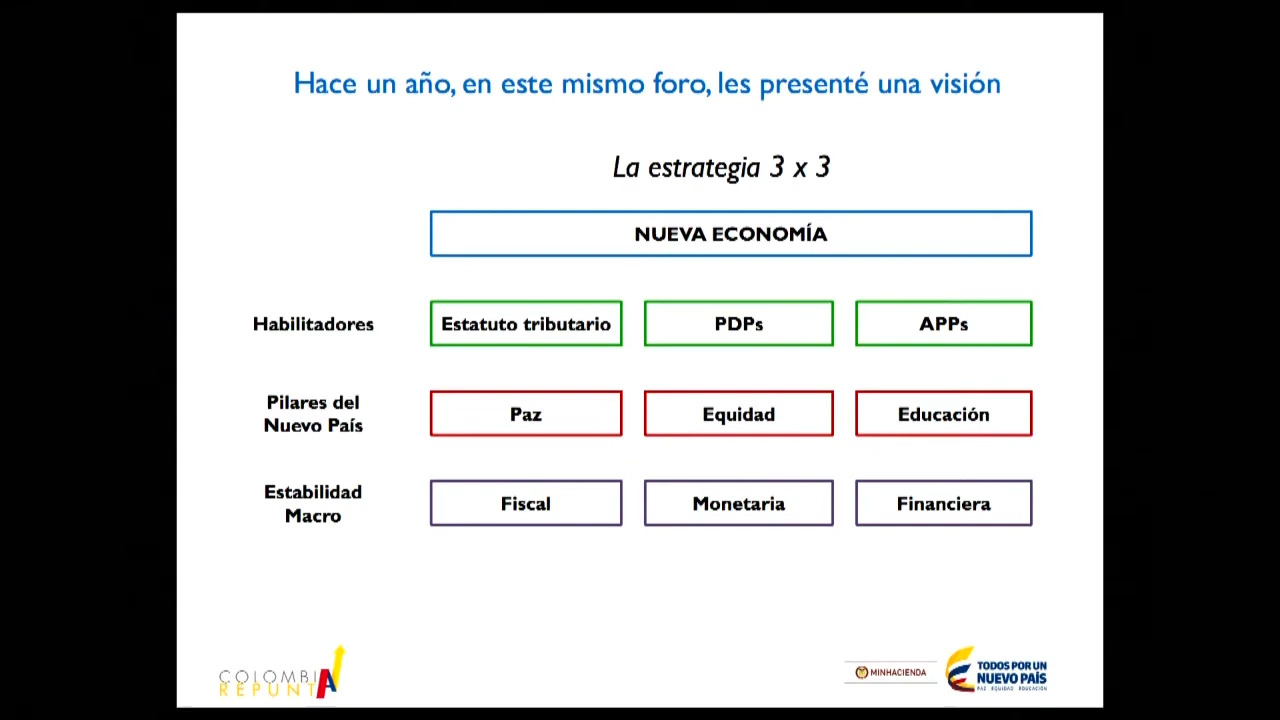 Hace un año, en este mismo foro, les presenté una visión
La estrategia 3 x 3
NUEVA ECONOMÍA
Habilitadores
Estatuto tributario
PDPs
APPs
Pilares del
Nuevo País
Paz
Equidad
Educación
Estabilidad
Macro
Fiscal
Monetaria
Financiera
COLOMBIA
REPUNTA
MINHACIENDA
TODOS POR UN
NUEVO PAÍS
PAZ EQUIDAD EDUCACIÓN